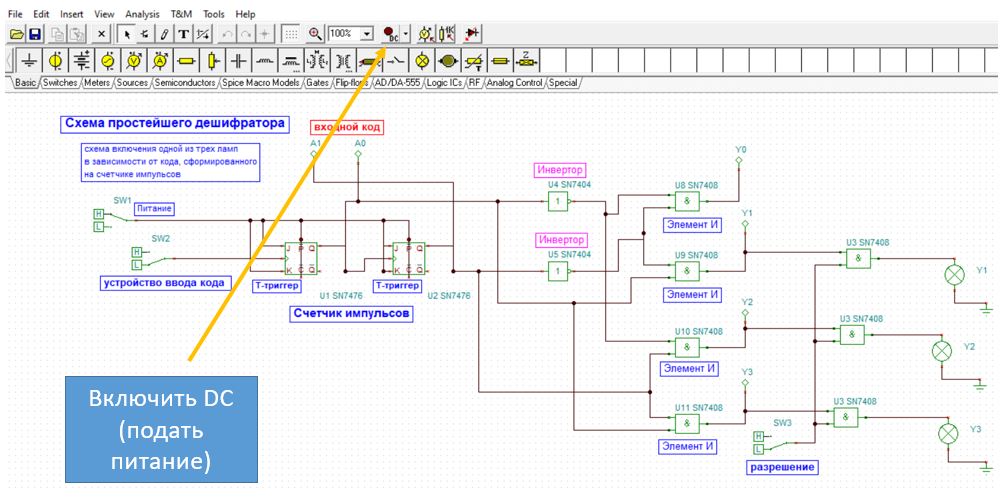 File Edit Insert View Analysis T&M Tools Help
100% DC
Basic Switches Meters Sources Semiconductors Spice Macro Models Gates Flip-flops AD/DA-555 Logic ICs RF Analog Control Special
Схема простейшего дешифратора
входной код
A1 A0
схема включения одной из трех ламп
в зависимости от кода, сформированного
на счетчике импульсов
SW1
H
L
Питание
SW2
H
L
устройство ввода кода
J P Q
K C Q
Т-триггер
U1 SN7476
J P Q
K C Q
Т-триггер
U2 SN7476
Счетчик импульсов
Инвертор
U4 SN7404
1
Инвертор
U5 SN7404
1
Y0
U8 SN7408
&
Элемент И
Y1
U9 SN7408
&
Элемент И
Y2
U10 SN7408
&
Элемент И
Y3
U11 SN7408
&
Элемент И
U3 SN7408
&
Y1
U3 SN7408
&
Y2
U3 SN7408
&
Y3
SW3
H
L
разрешение
Включить DC
(подать
питание)